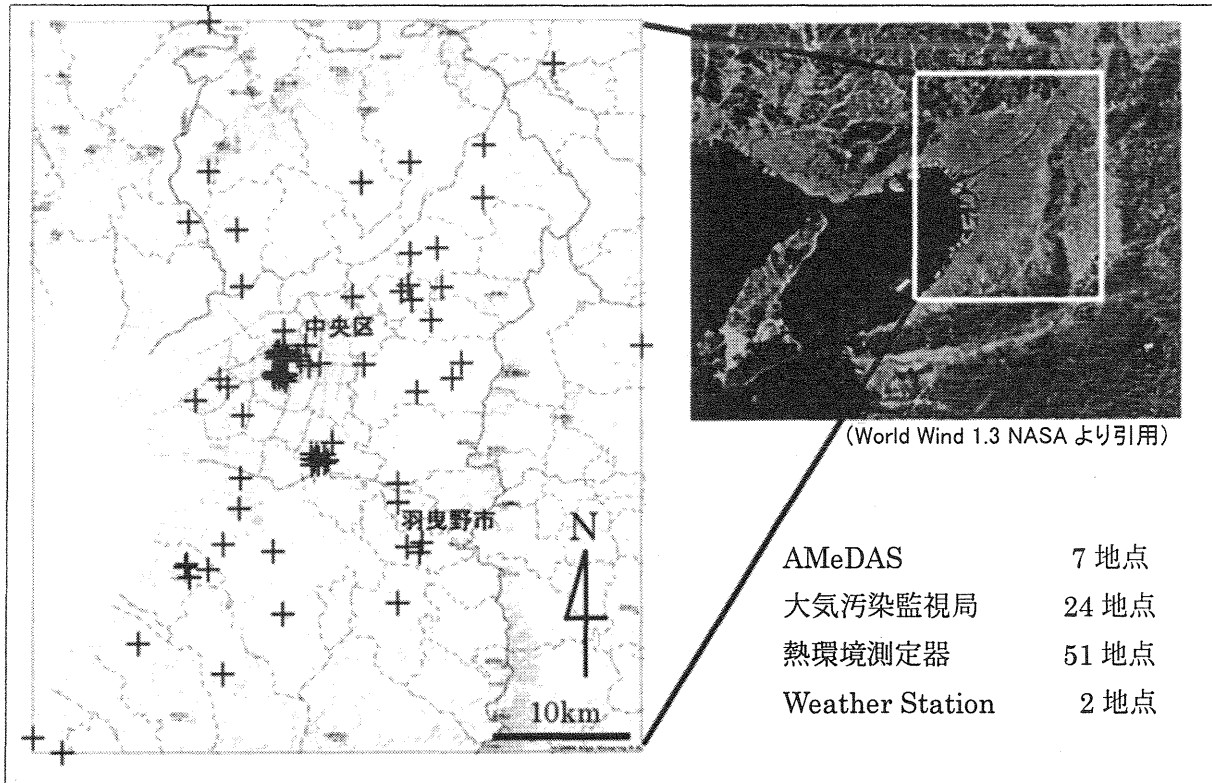 中央区
羽曳野市
N
10km
(World Wind 1.3 NASA より引用)
AMeDAS 7 地点
大気汚染監視局 24 地点
熱環境測定器 51 地点
Weather Station 2 地点